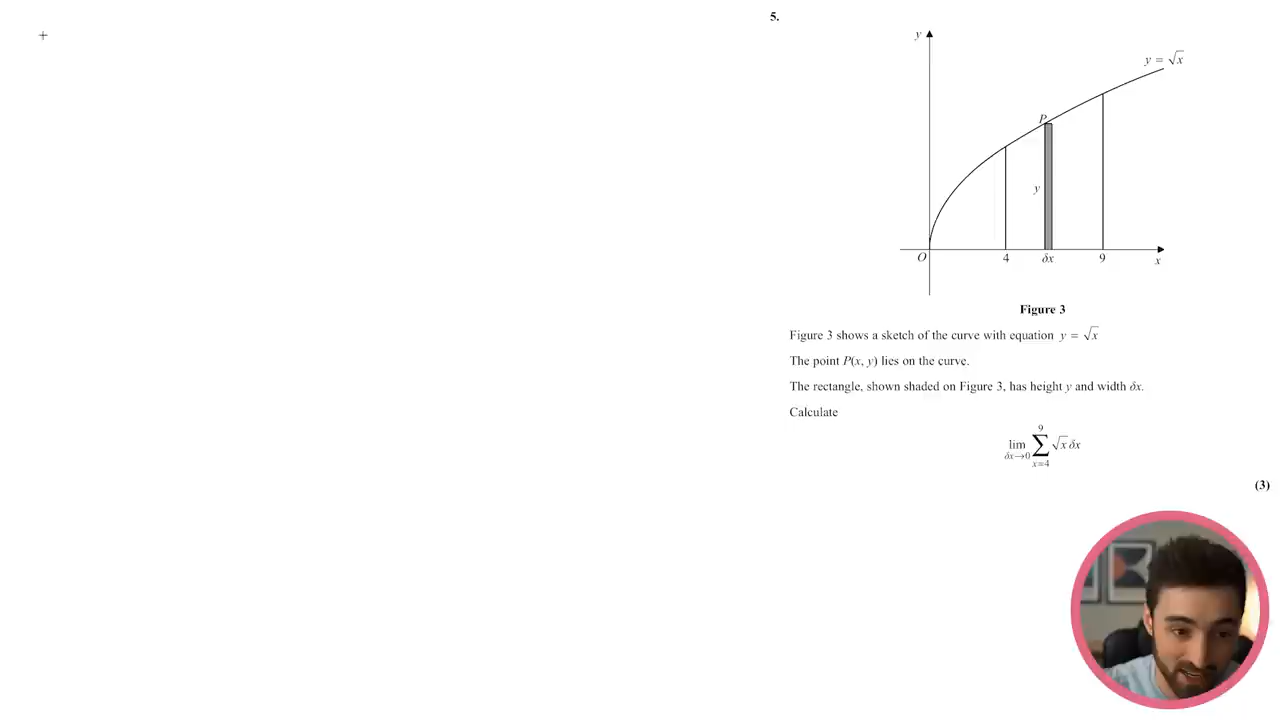 5.
y
y = √x
P
y
O
4
δx
9
x
Figure 3
Figure 3 shows a sketch of the curve with equation y = √x
The point P(x, y) lies on the curve.
The rectangle, shown shaded on Figure 3, has height y and width δx.
Calculate
9
lim ∑ √x δx
δx→0
x=4
(3)